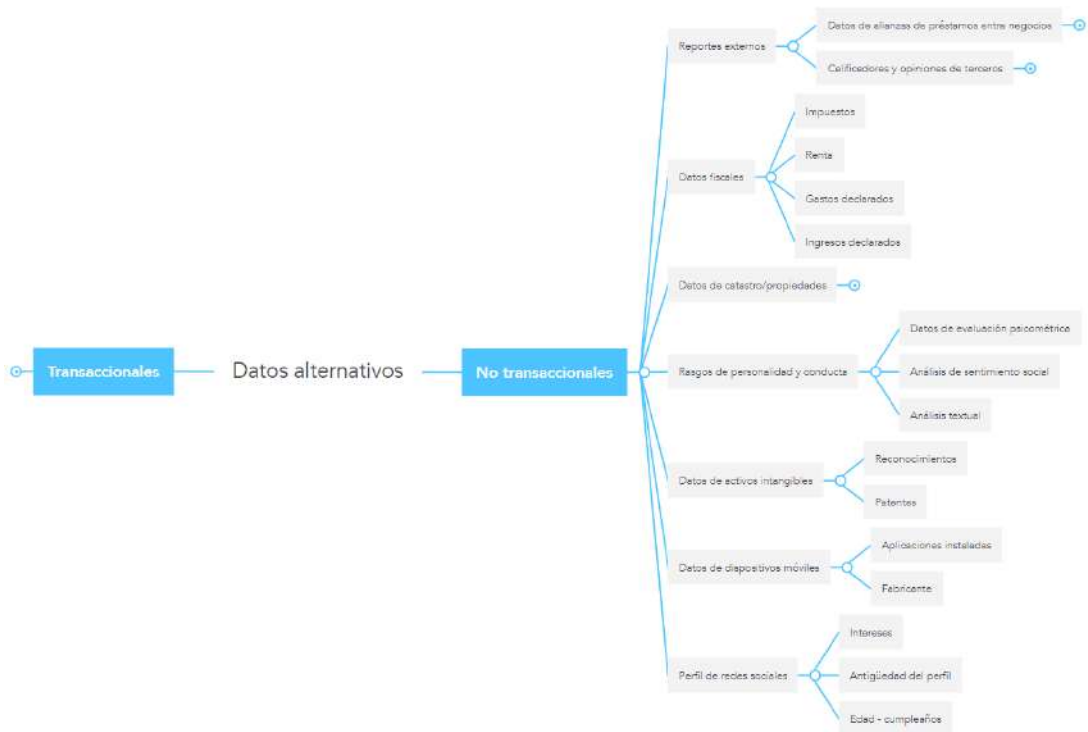 Datos de alianzas de préstamos entre negocios
Reportes externos
Calificadores y opiniones de terceros
Impuestos
Renta
Datos fiscales
Gastos declarados
Ingresos declarados
Datos de catastro/propiedades
Transaccionales
Datos alternativos
No transaccionales
Rasgos de personalidad y conducta
Datos de evaluación psicométrica
Análisis de sentimiento social
Análisis textual
Reconocimientos
Datos de activos intangibles
Patentes
Aplicaciones instaladas
Datos de dispositivos móviles
Fabricante
Intereses
Perfil de redes sociales
Antigüedad del perfil
Edad - cumpleaños